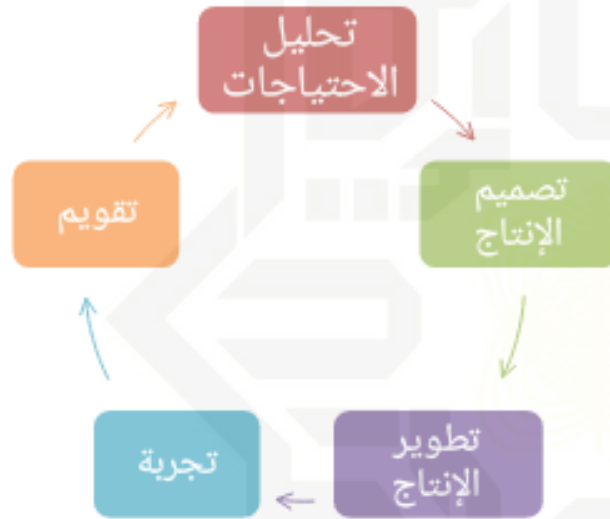 تحليل
الاحتياجات
تصميم
الإنتاج
تطوير
الإنتاج
تجربة
تقويم